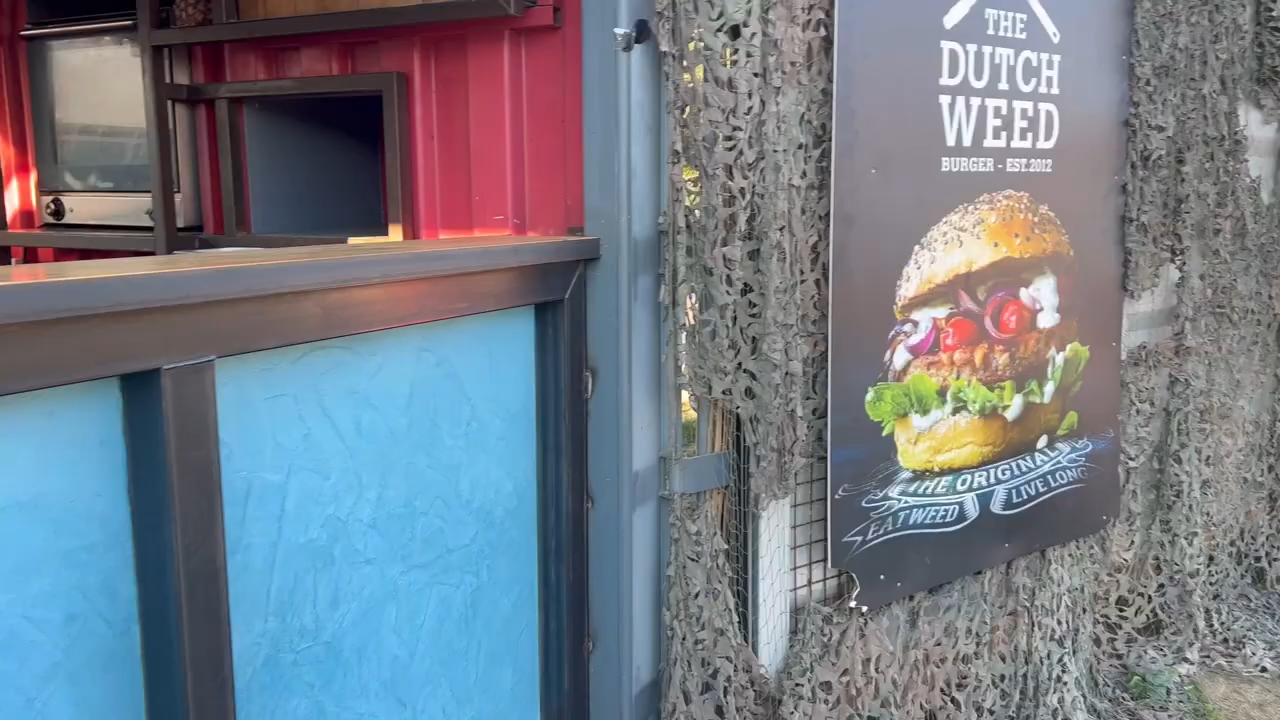 THE
DUTCH
WEED
BURGER - EST.2012
THE ORIGINAL
EAT WEED
LIVE LONG